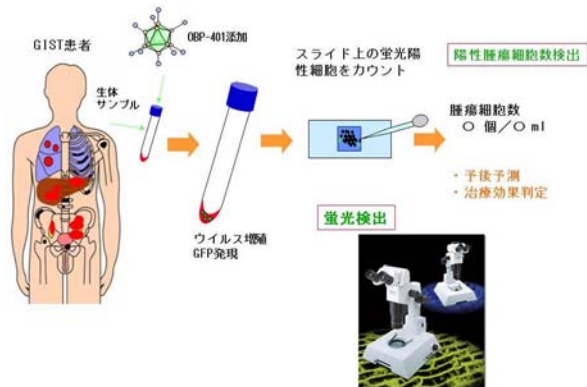 GIST患者
OBP-401添加
生体
サンプル
ウイルス増殖
GFP発現
スライド上の蛍光陽
性細胞をカウント
陽性腫瘍細胞数検出
腫瘍細胞数
〇 個/〇 ml
・予後予測
・治療効果判定
蛍光検出